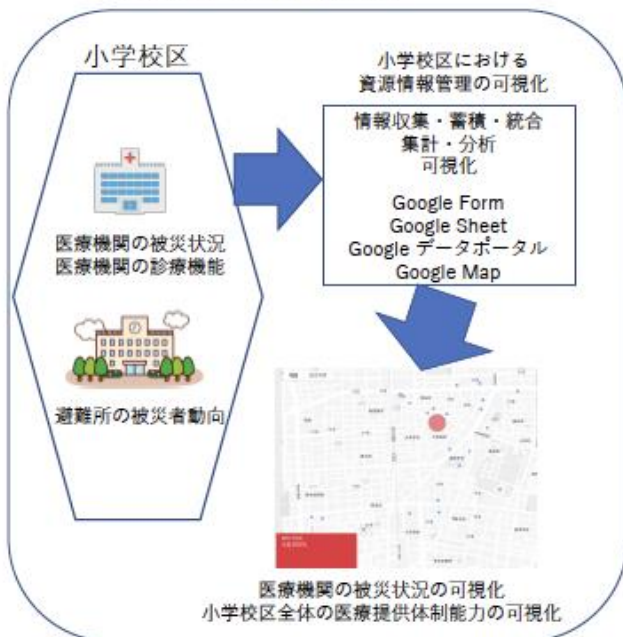 小学校区
医療機関の被災状況
医療機関の診療機能
避難所の被災者動向
小学校区における
資源情報管理の可視化
情報収集・蓄積・統合
集計・分析
可視化
Google Form
Google Sheet
Google データポータル
Google Map
医療機関の被災状況の可視化
小学校区全体の医療提供体制能力の可視化